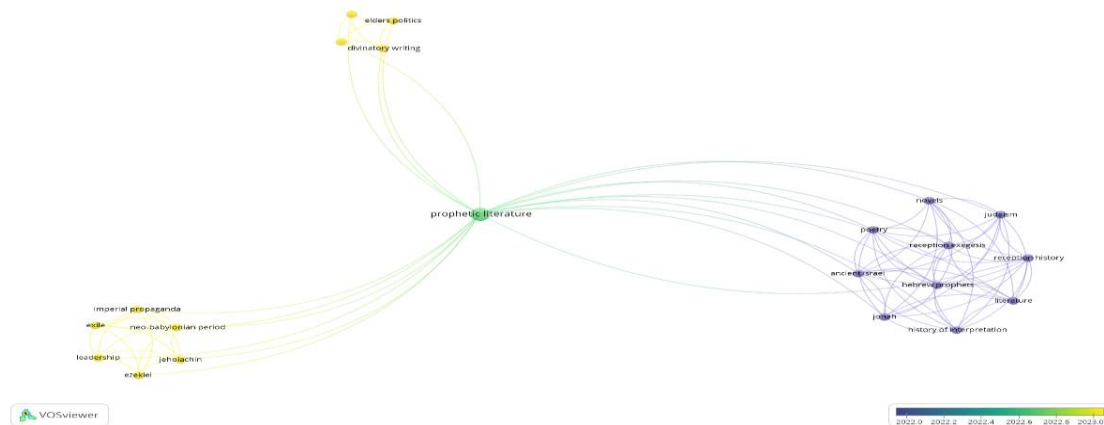 elders politics
divinatory writing
prophetic literature
novels
judaism
poetry
reception exegesis
reception history
ancient israel
hebrew prophets
literature
jonah
history of interpretation
imperial propaganda
exile
neo-babylonian period
leadership
jehoiachin
ezekiel
VOSviewer
2022.0 2022.2 2022.4 2022.6 2022.8 2023.0